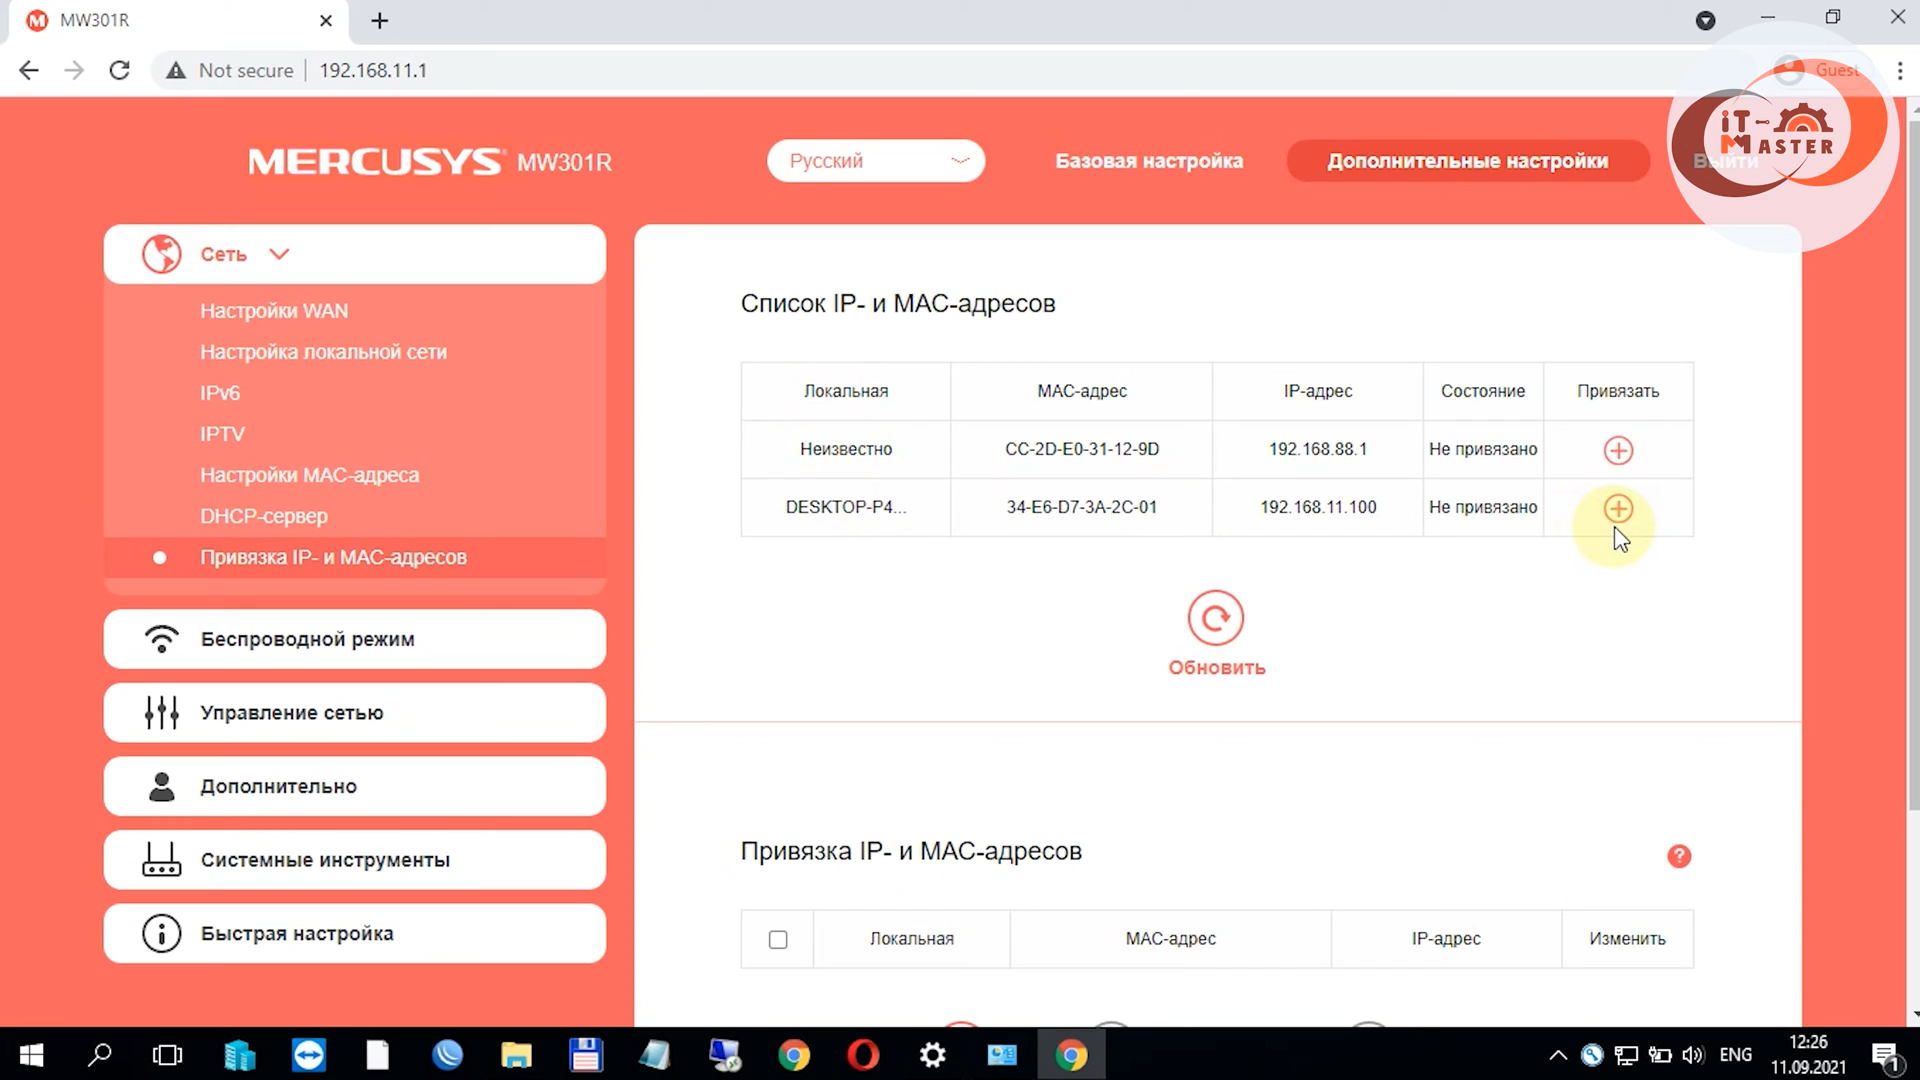 MW301R
Not secure
192.168.11.1
Guest
MERCUSYS MW301R
Русский
Базовая настройка
Дополнительные настройки
Выйти
iT-
MASTER
Сеть
Настройки WAN
Настройка локальной сети
IPv6
IPTV
Настройки MAC-адреса
DHCP-сервер
Привязка IP- и MAC-адресов
Беспроводной режим
Управление сетью
Дополнительно
Системные инструменты
Быстрая настройка
Список IP- и MAC-адресов
Локальная MAC-адрес IP-адрес Состояние Привязать
Неизвестно CC-2D-E0-31-12-9D 192.168.88.1 Не привязано
DESKTOP-P4... 34-E6-D7-3A-2C-01 192.168.11.100 Не привязано
Обновить
Привязка IP- и MAC-адресов
?
Локальная MAC-адрес IP-адрес Изменить
ENG
12:26
11.09.2021
1